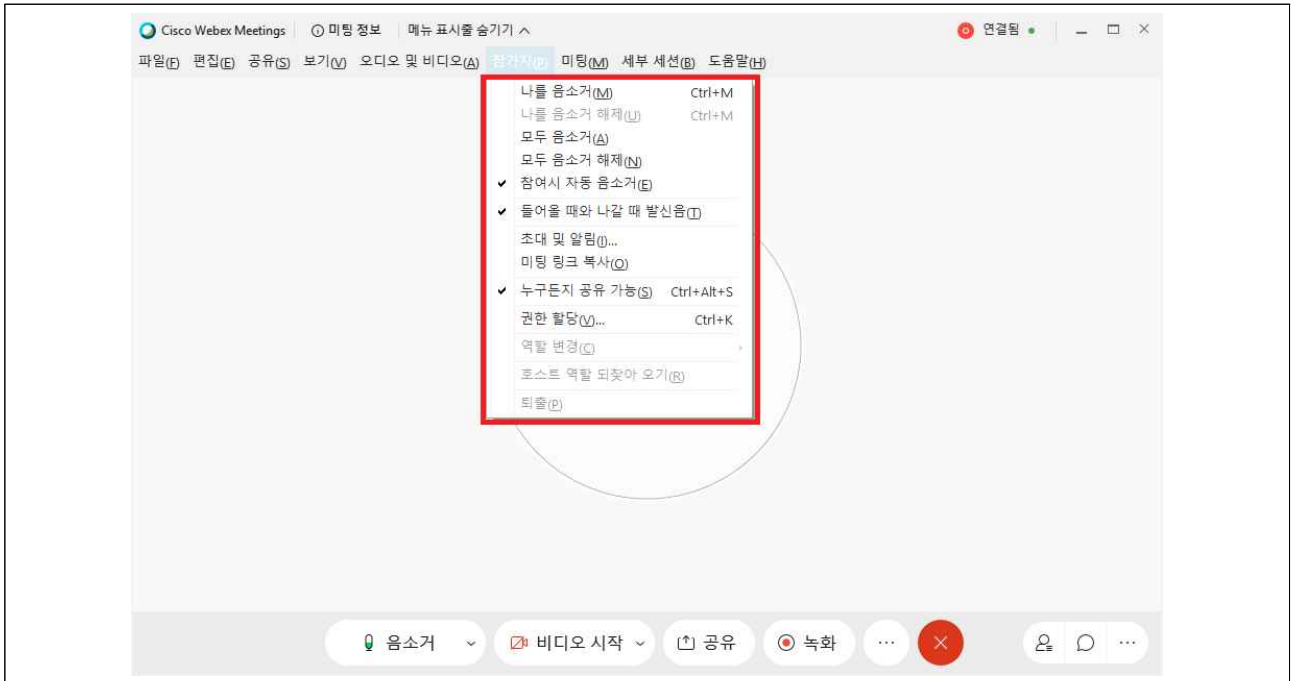 Cisco Webex Meetings ⓘ 미팅 정보 메뉴 표시줄 숨기기 ㅅ 연결됨
파일(F) 편집(E) 공유(S) 보기(V) 오디오 및 비디오(A) 참가자(P) 미팅(M) 세부 세션(B) 도움말(H)
나를 음소거(M) Ctrl+M
나를 음소거 해제(U) Ctrl+M
모두 음소거(A)
모두 음소거 해제(N)
✔ 참여시 자동 음소거(E)
✔ 들어올 때와 나갈 때 발신음(T)
초대 및 알림(I)...
미팅 링크 복사(O)
✔ 누구든지 공유 가능(S) Ctrl+Alt+S
권한 할당(V)... Ctrl+K
역할 변경(C)
호스트 역할 되찾아 오기(R)
퇴출(P)
음소거 비디오 시작 공유 녹화 ...